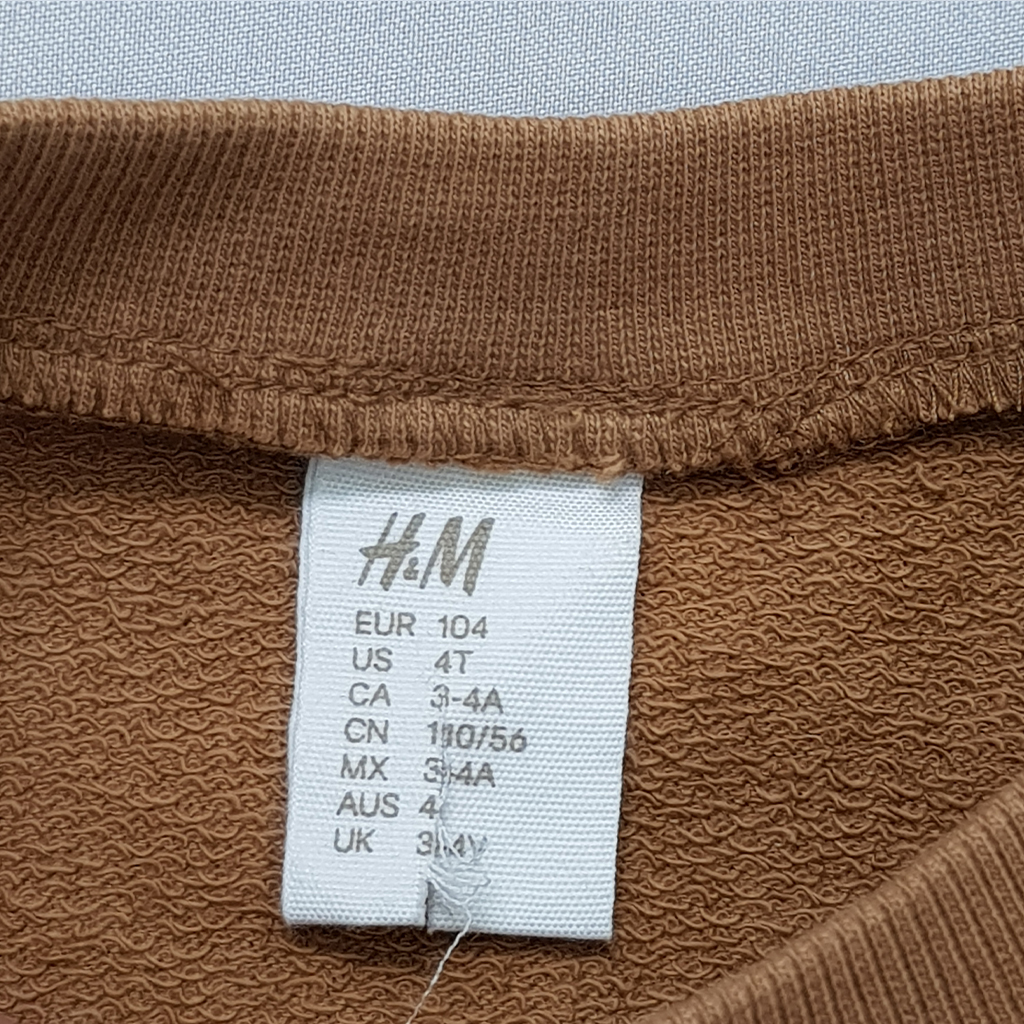 H&M
EUR 104
US 4T
CA 3-4A
CN 110/56
MX 3-4A
AUS 4
UK 3-4Y